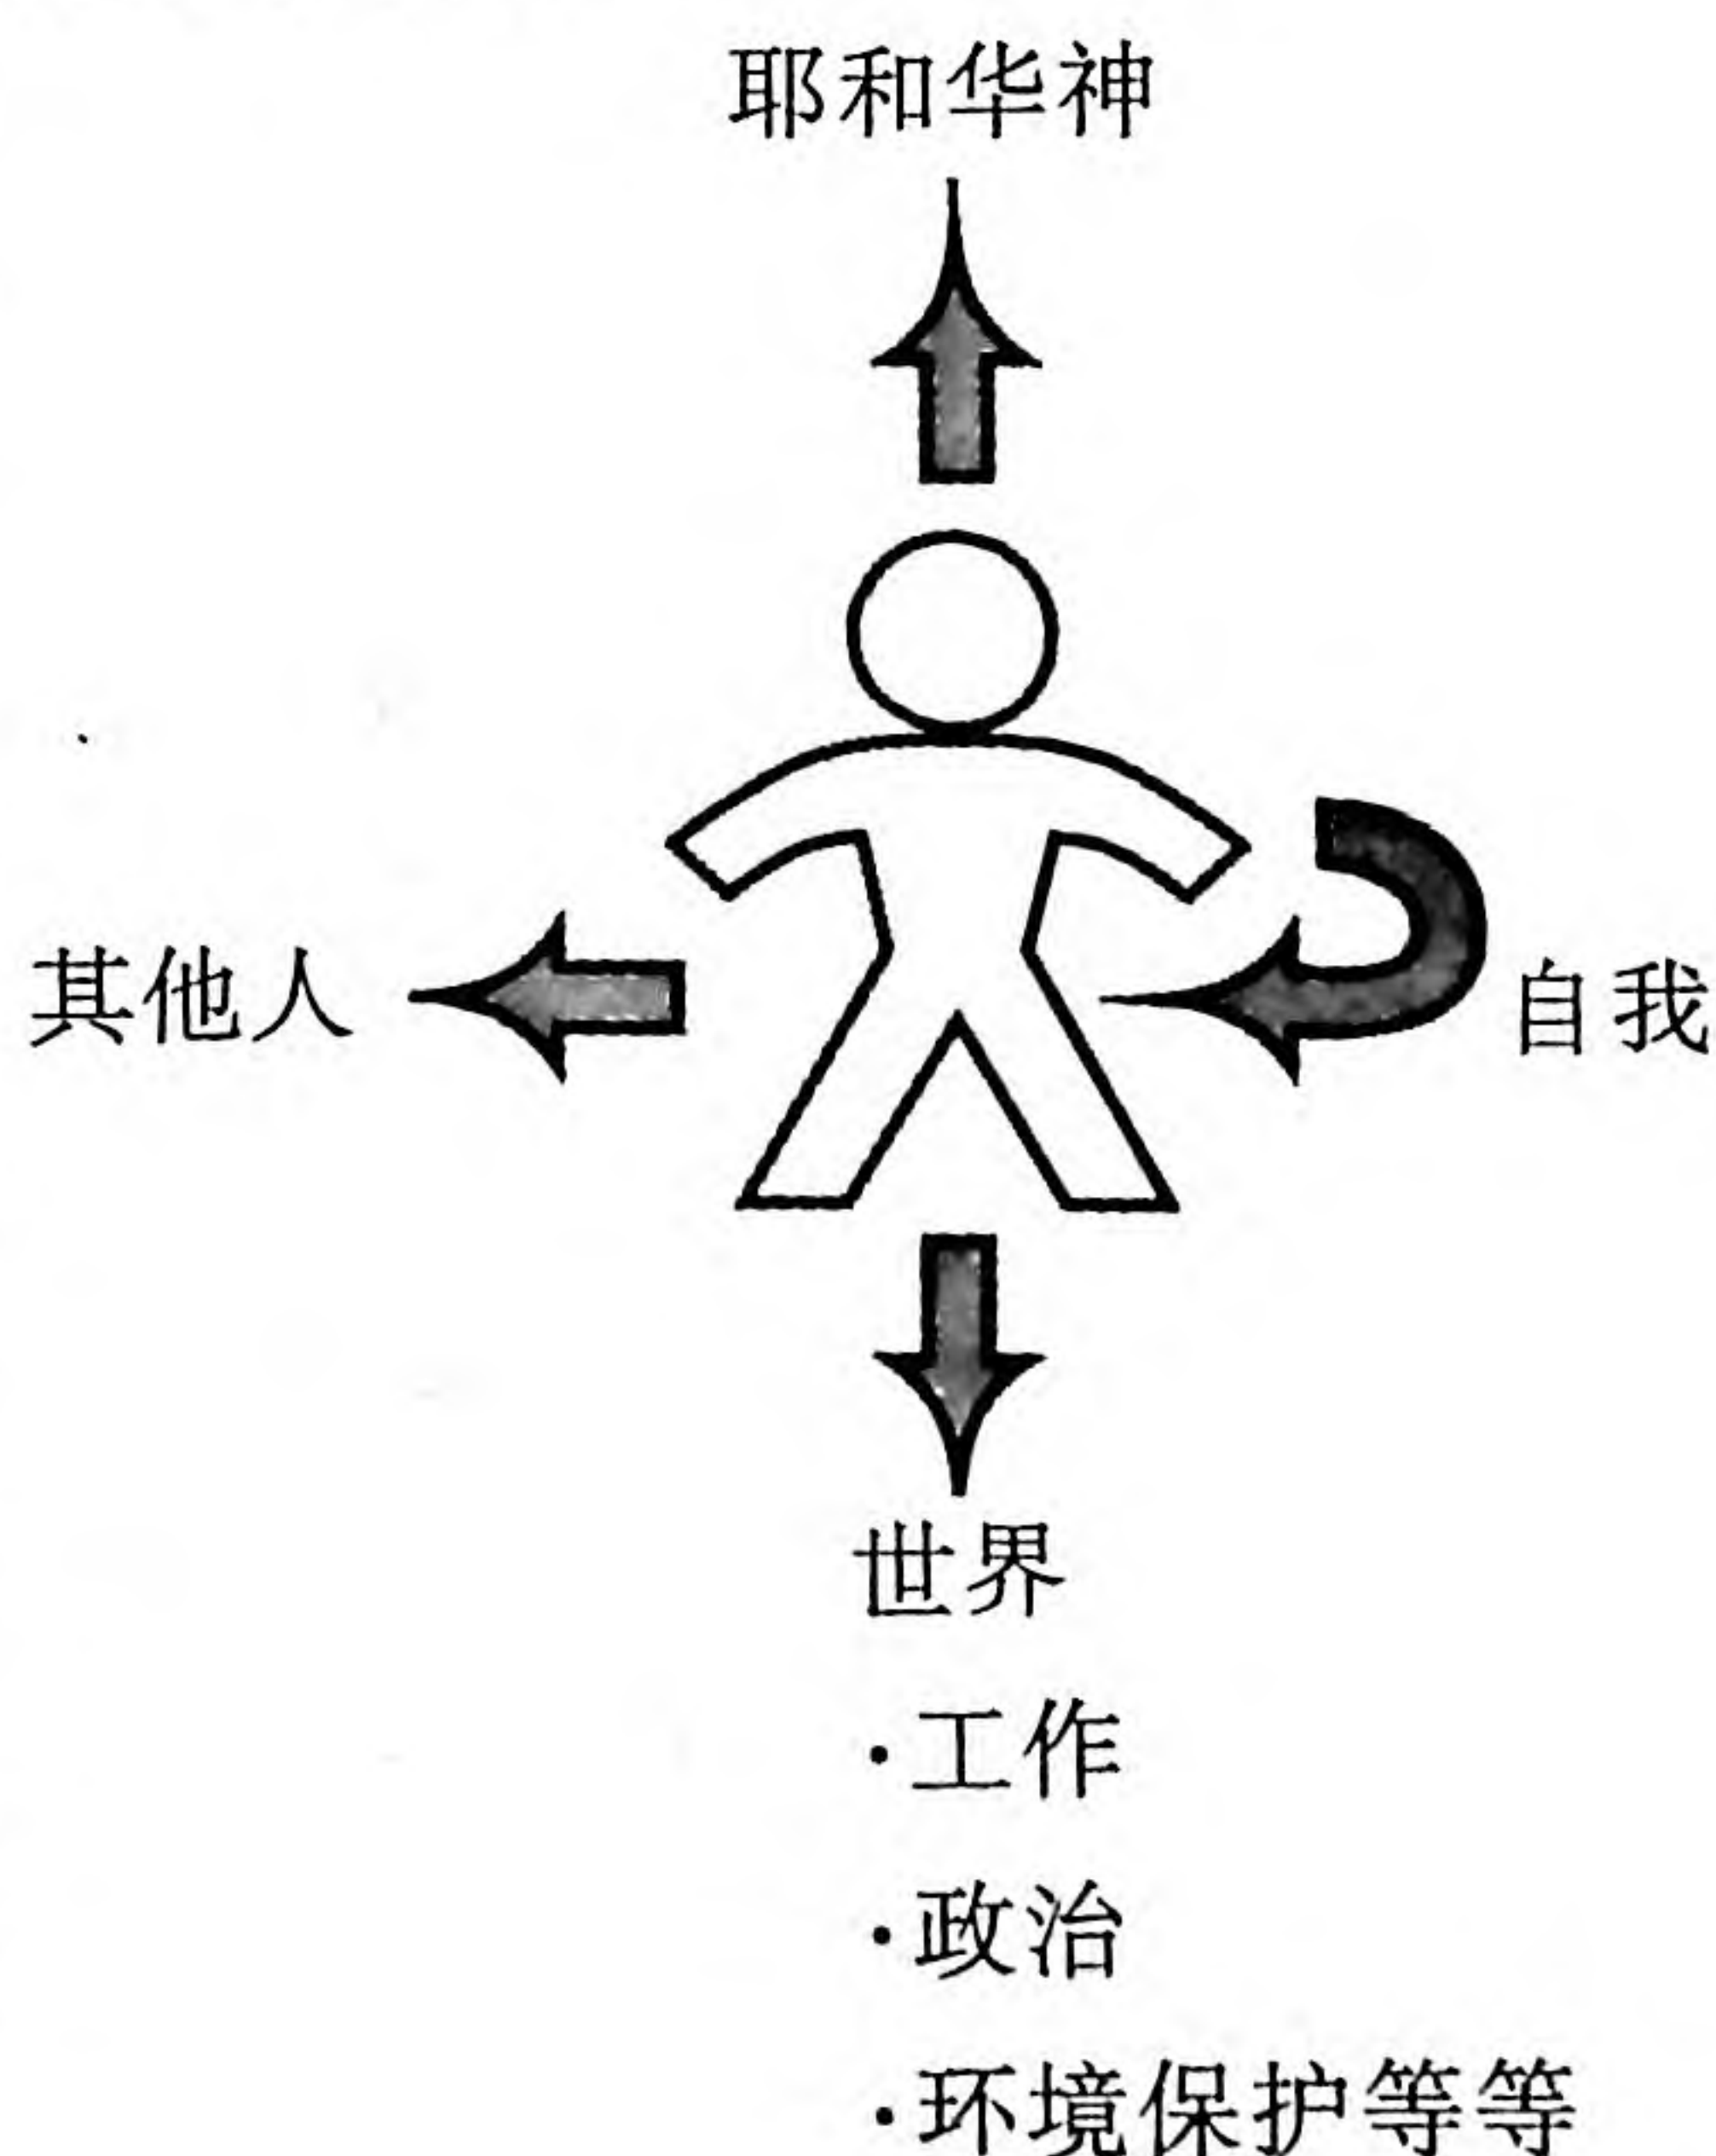 耶和华神
其他人
自我
世界
·工作
·政治
·环境保护等等